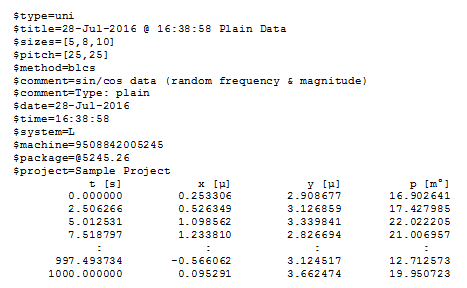 $type=uni
$title=28-Jul-2016 @ 16:38:58 Plain Data
$sizes=[5,8,10]
$pitch=[25,25]
$method=blcs
$comment=sin/cos data (random frequency & magnitude)
$comment=Type: plain
$date=28-Jul-2016
$time=16:38:58
$system=L
$machine=9508842005245
$package=@5245.26
$project=Sample Project
t [s] x [µ] y [µ] p [m°]
0.000000 0.253306 2.908677 16.902641
2.506266 0.526349 3.126859 17.427985
5.012531 1.098562 3.339841 22.022205
7.518797 1.233810 2.826694 21.006957
: : : :
997.493734 -0.566062 3.124517 12.712573
1000.000000 0.095291 3.662474 19.950723